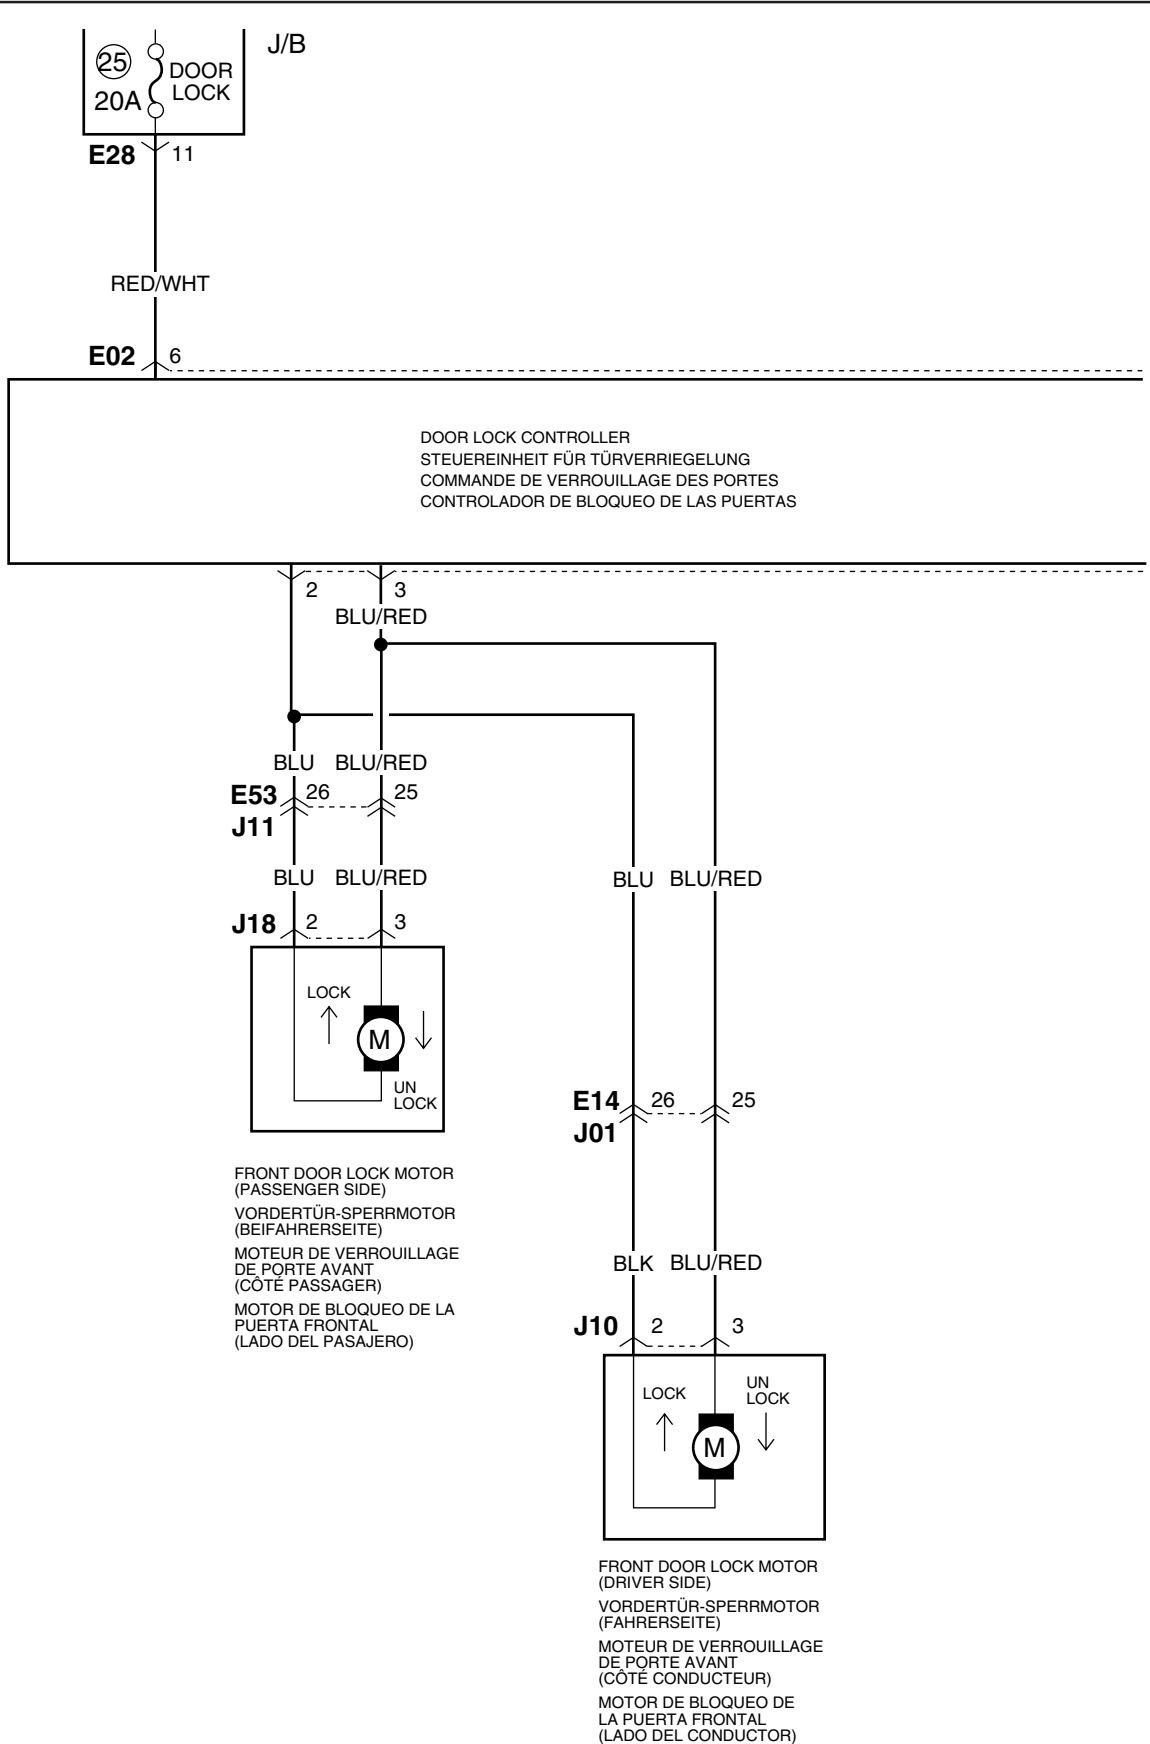 J/B
25
DOOR
20A
LOCK
E28 11
RED/WHT
E02 6
DOOR LOCK CONTROLLER
STEUEREINHEIT FÜR TÜRVERRIEGELUNG
COMMANDE DE VERROUILLAGE DES PORTES
CONTROLADOR DE BLOQUEO DE LAS PUERTAS
2 3
BLU/RED
BLU BLU/RED
E53 26 25
J11
BLU BLU/RED BLU BLU/RED
J18 2 3
LOCK
M
UN
LOCK
FRONT DOOR LOCK MOTOR
(PASSENGER SIDE)
VORDERTÜR-SPERRMOTOR
(BEIFAHRERSEITE)
MOTEUR DE VERROUILLAGE
DE PORTE AVANT
(CÔTÉ PASSAGER)
MOTOR DE BLOQUEO DE LA
PUERTA FRONTAL
(LADO DEL PASAJERO)
E14 26 25
J01
BLK BLU/RED
J10 2 3
LOCK
UN
LOCK
M
FRONT DOOR LOCK MOTOR
(DRIVER SIDE)
VORDERTÜR-SPERRMOTOR
(FAHRERSEITE)
MOTEUR DE VERROUILLAGE
DE PORTE AVANT
(CÔTÉ CONDUCTEUR)
MOTOR DE BLOQUEO DE
LA PUERTA FRONTAL
(LADO DEL CONDUCTOR)